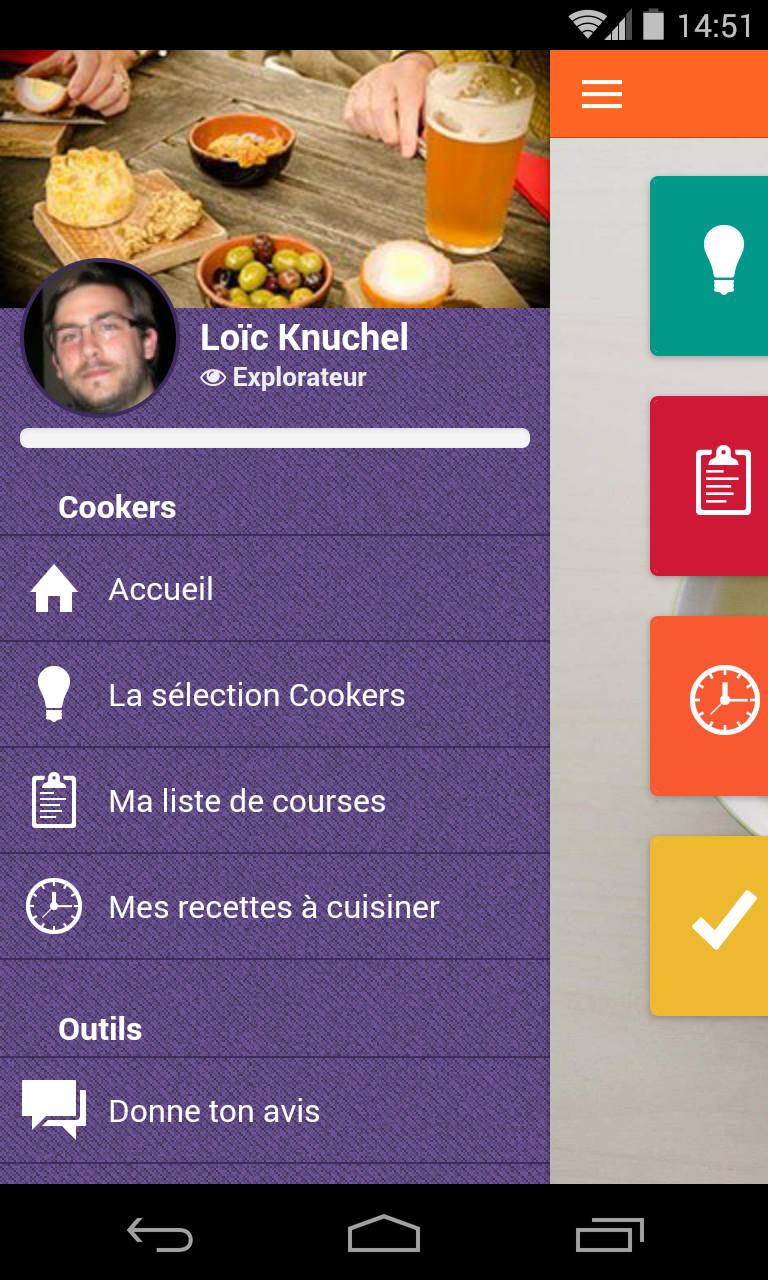 14:51
Loïc Knuchel
Explorateur
Cookers
Accueil
La sélection Cookers
Ma liste de courses
Mes recettes à cuisiner
Outils
Donne ton avis